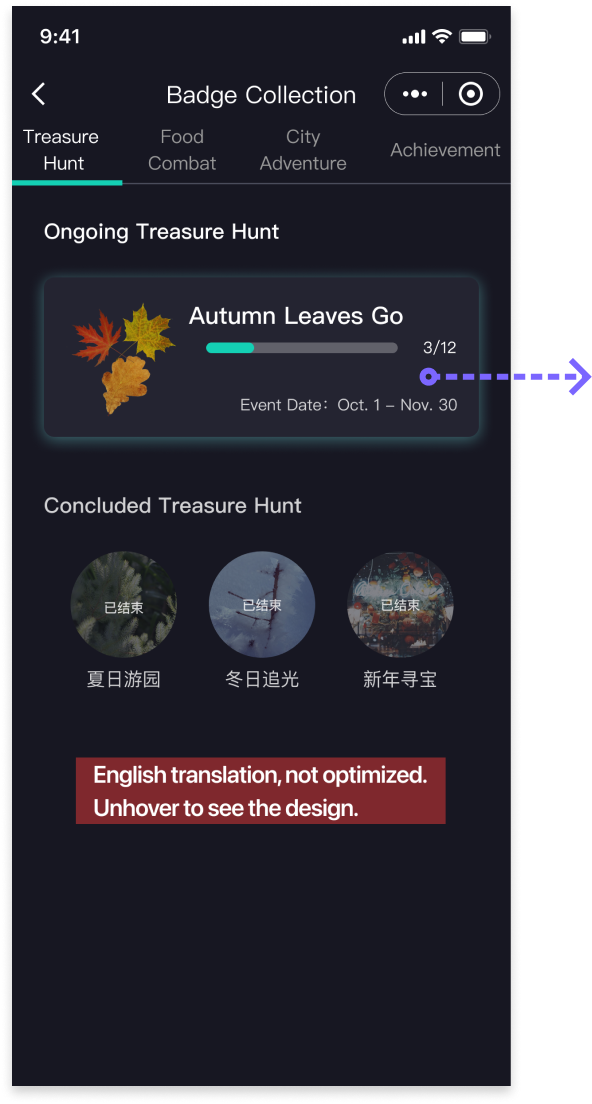 9:41
Badge Collection
Treasure
Hunt
Food
Combat
City
Adventure
Achievement
Ongoing Treasure Hunt
Autumn Leaves Go
3/12
Event Date：Oct. 1 – Nov. 30
Concluded Treasure Hunt
已结束
已结束
已结束
夏日游园
冬日追光
新年寻宝
English translation, not optimized.
Unhover to see the design.